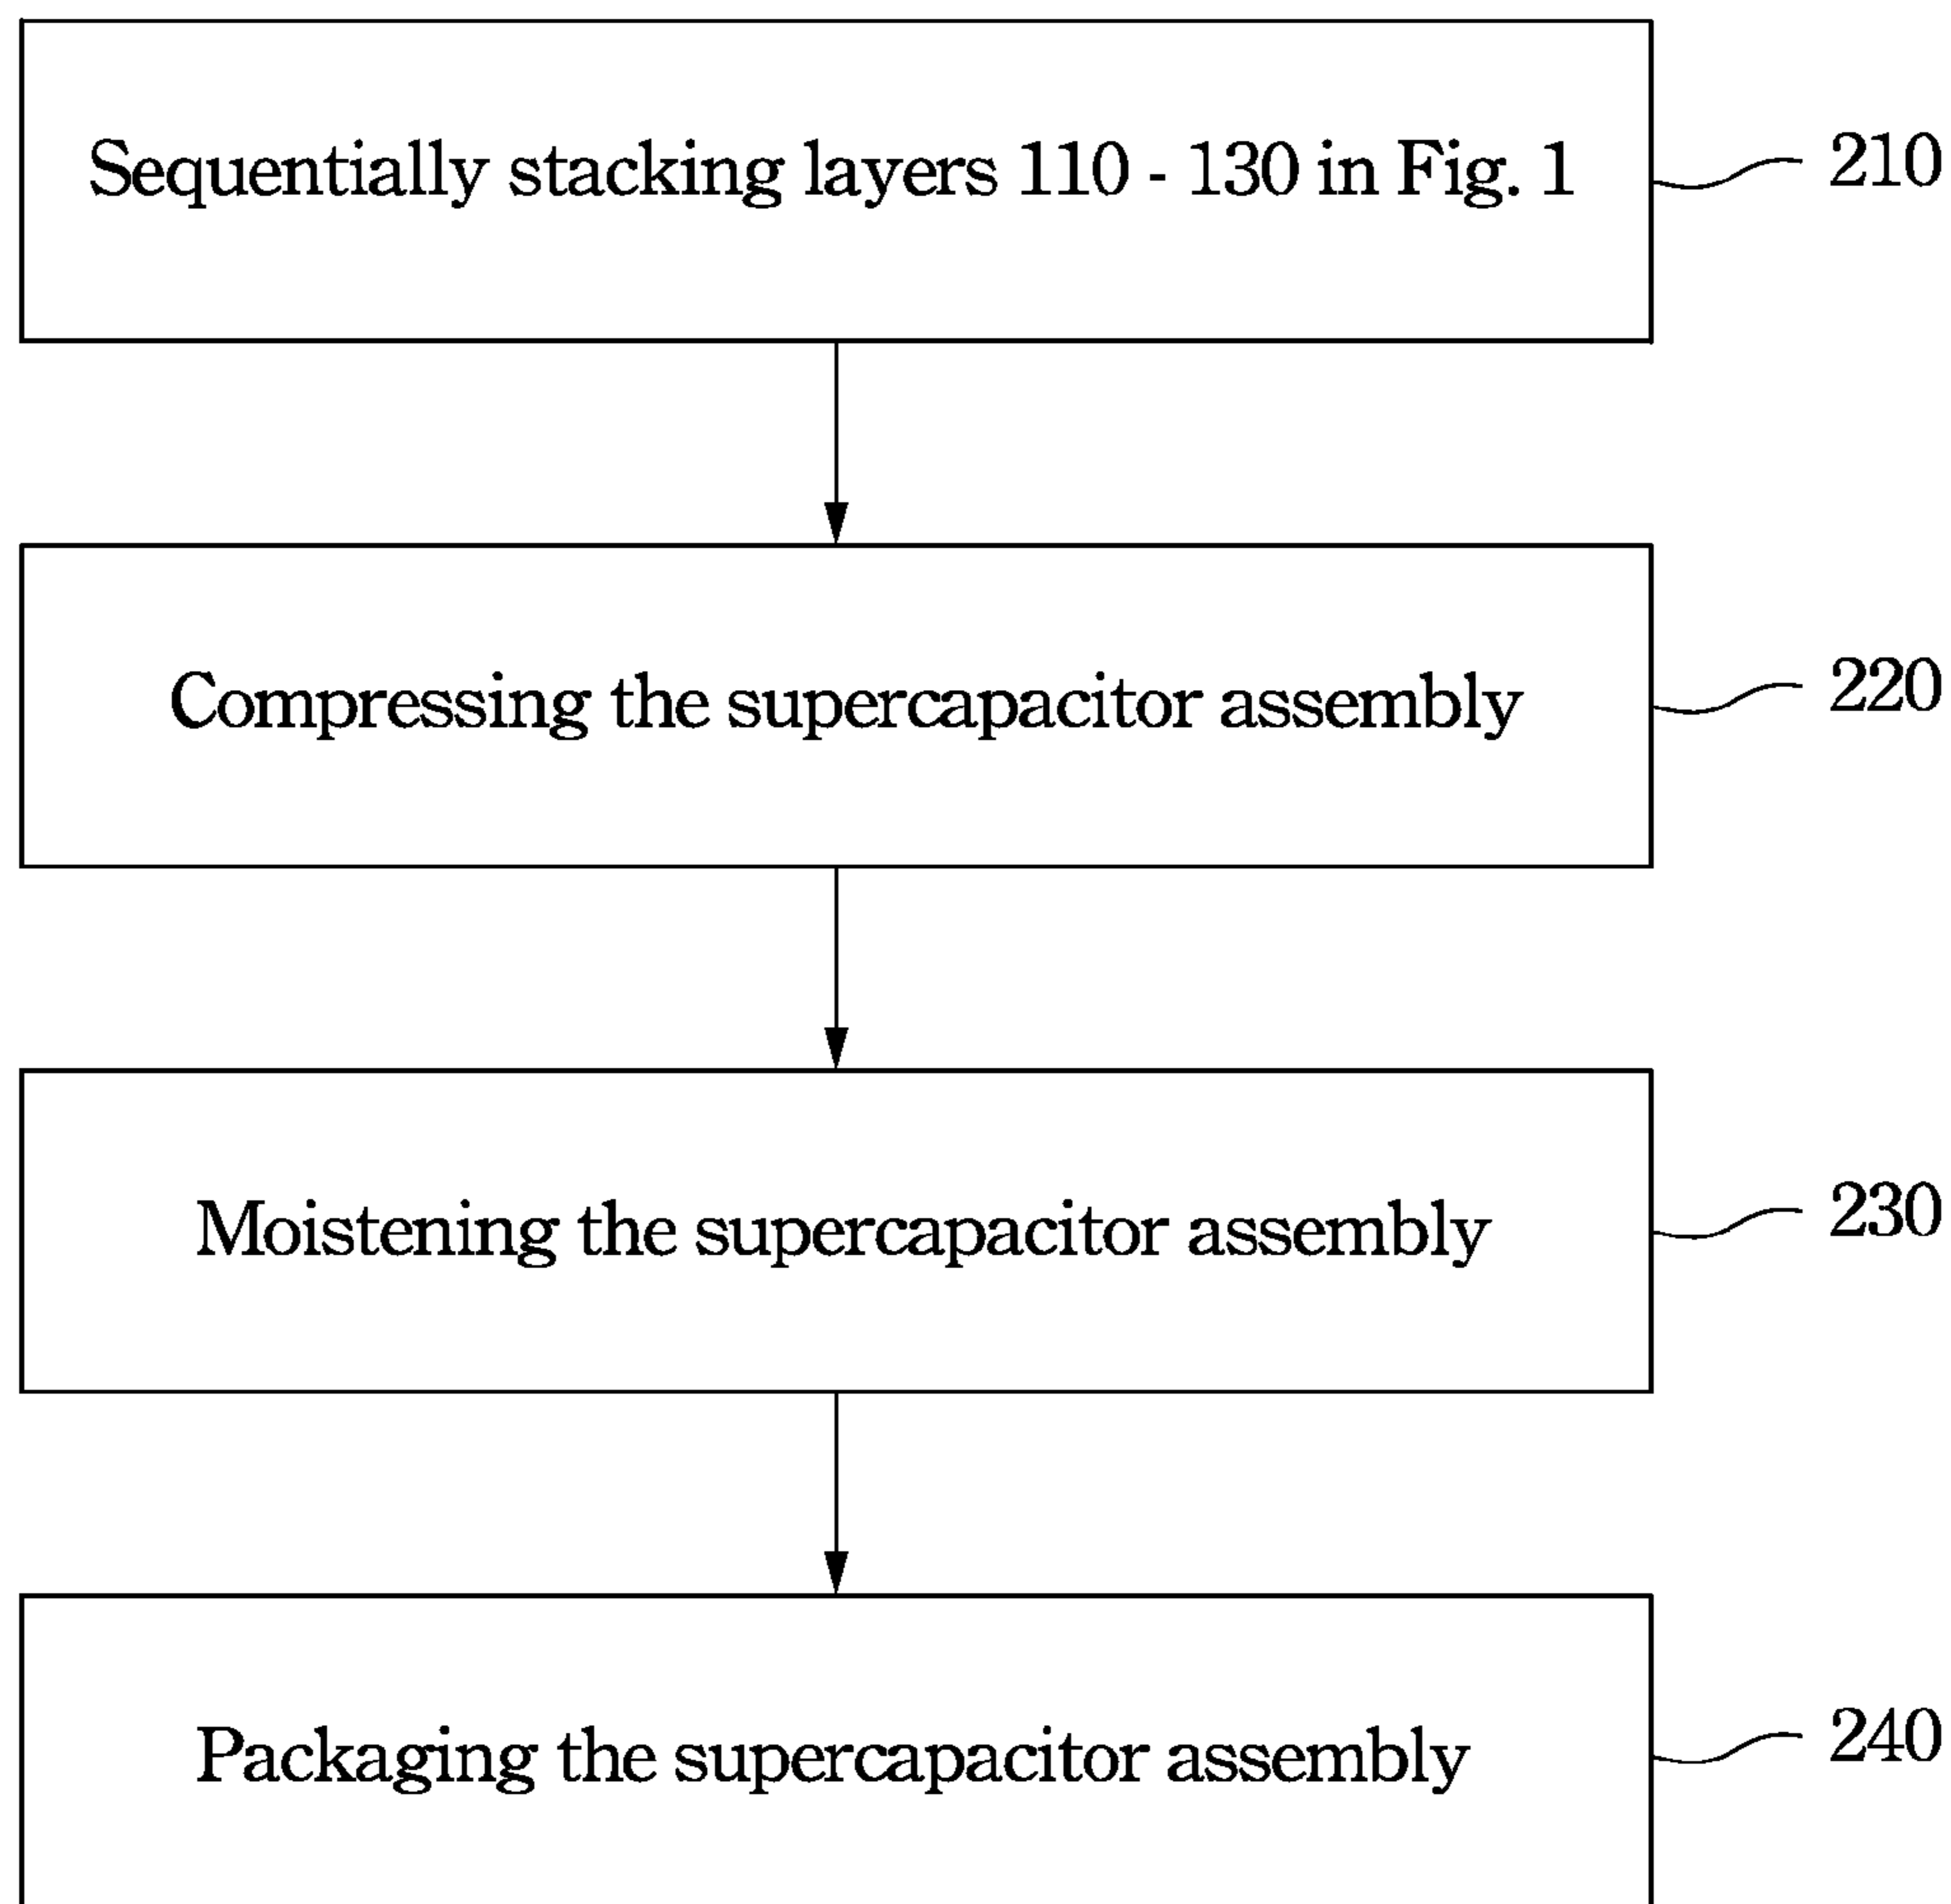 Sequentially stacking layers 110 - 130 in Fig. 1
210
Compressing the supercapacitor assembly
220
Moistening the supercapacitor assembly
230
Packaging the supercapacitor assembly
240